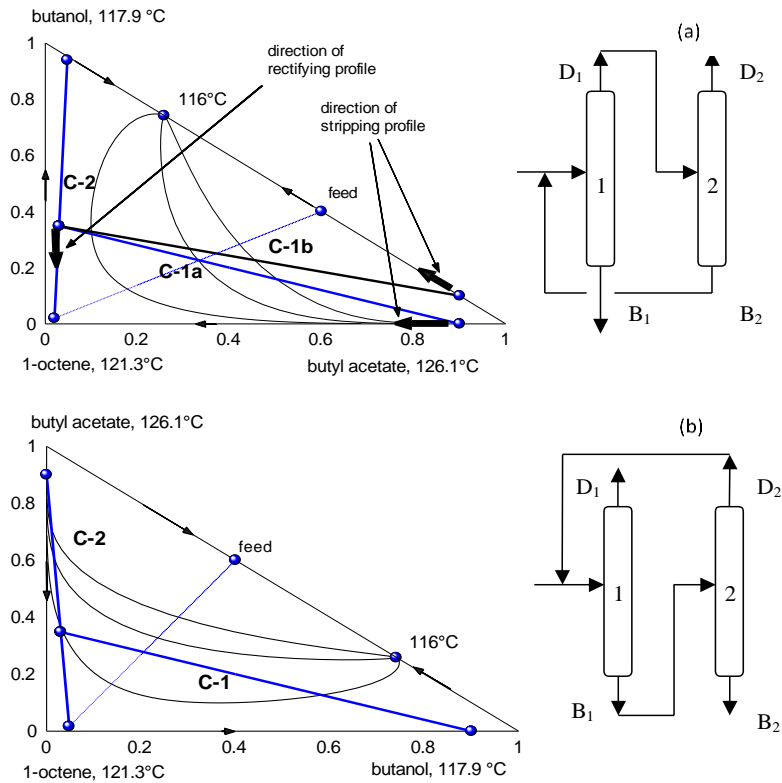 butanol, 117.9 °C
direction of
rectifying profile
(a)
D1
D2
1
116°C
direction of
stripping profile
0.8
0.6
C-2
feed
0.4
1
2
C-1b
0.2
C-1a
B1
B2
0
0
0.2
0.4
0.6
0.8
1
1-octene, 121.3°C
butyl acetate, 126.1°C
butyl acetate, 126.1°C
(b)
1
D1
D2
C-2
0.8
feed
0.6
1
2
0.4
116°C
0.2
C-1
B1
B2
0
0
0.2
0.4
0.6
0.8
1
1-octene, 121.3°C
butanol, 117.9 °C